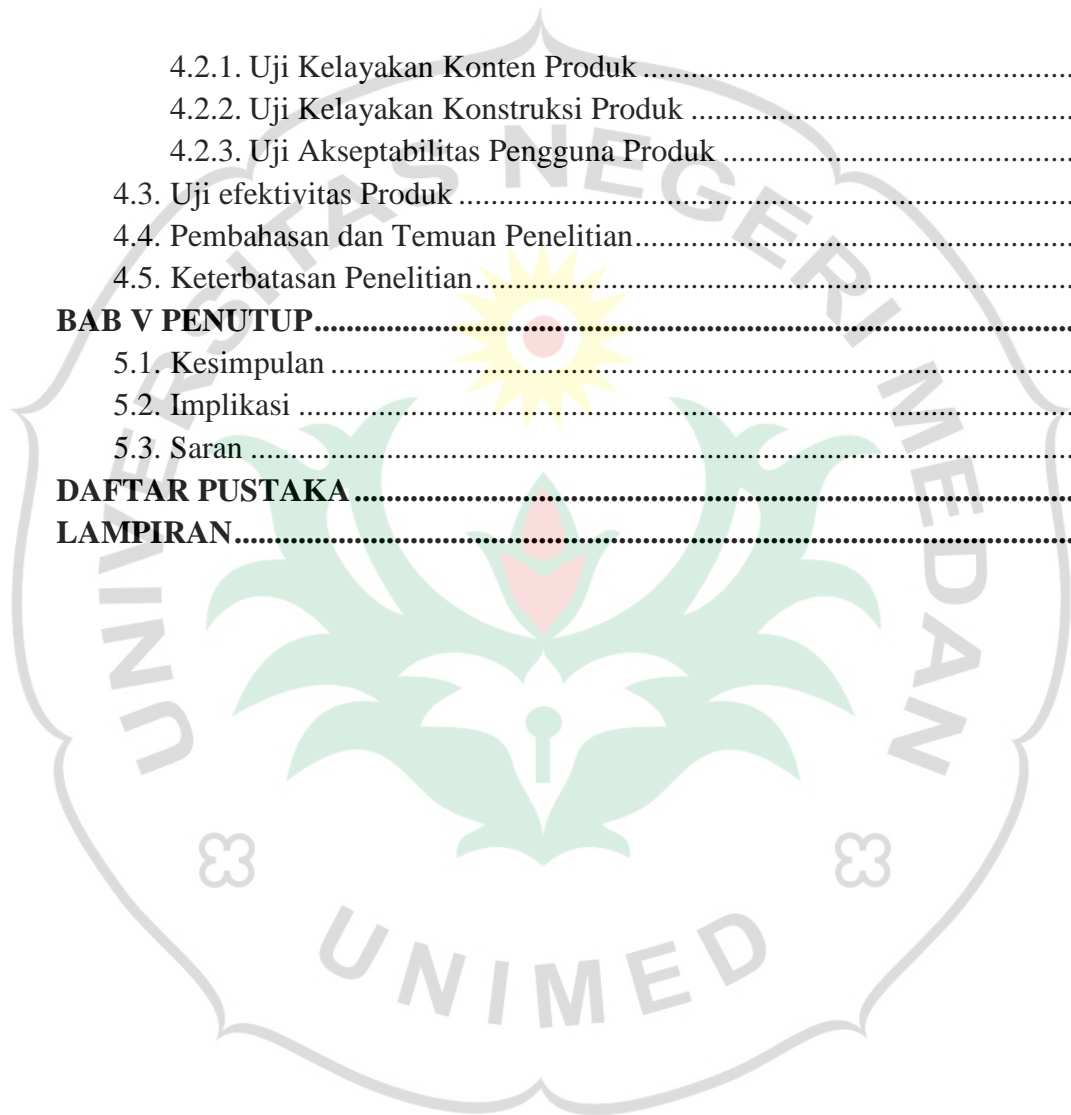 4.2.1. Uji Kelayakan Konten Produk ........................................................
4.2.2. Uji Kelayakan Konstruksi Produk ..................................................
4.2.3. Uji Akseptabilitas Pengguna Produk ..............................................
4.3. Uji efektivitas Produk ................................................................................
4.4. Pembahasan dan Temuan Penelitian..........................................................
4.5. Keterbatasan Penelitian..............................................................................
BAB V PENUTUP................................................................................................
5.1. Kesimpulan ................................................................................................
5.2. Implikasi ....................................................................................................
5.3. Saran ..........................................................................................................
DAFTAR PUSTAKA ...........................................................................................
LAMPIRAN..........................................................................................................
UNIVERSITAS NEGERI MEDAN
UNIMED